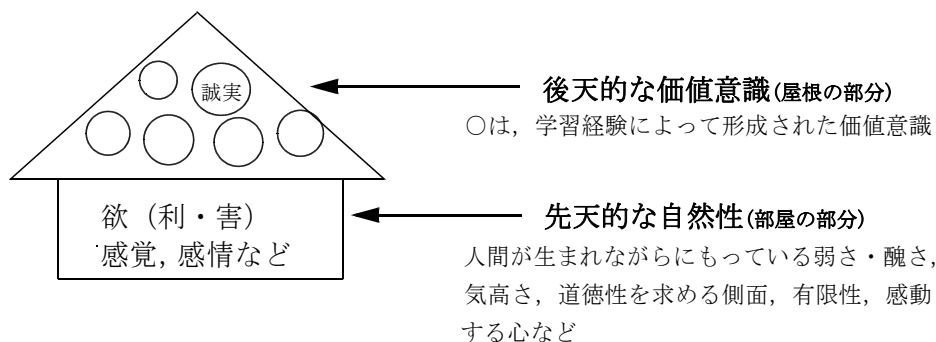 誠実
後天的な価値意識(屋根の部分)
○は，学習経験によって形成された価値意識
欲（利・害）
感覚，感情など
先天的な自然性(部屋の部分)
人間が生まれながらにもっている弱さ・醜さ，
気高さ，道徳性を求める側面，有限性，感動
する心など